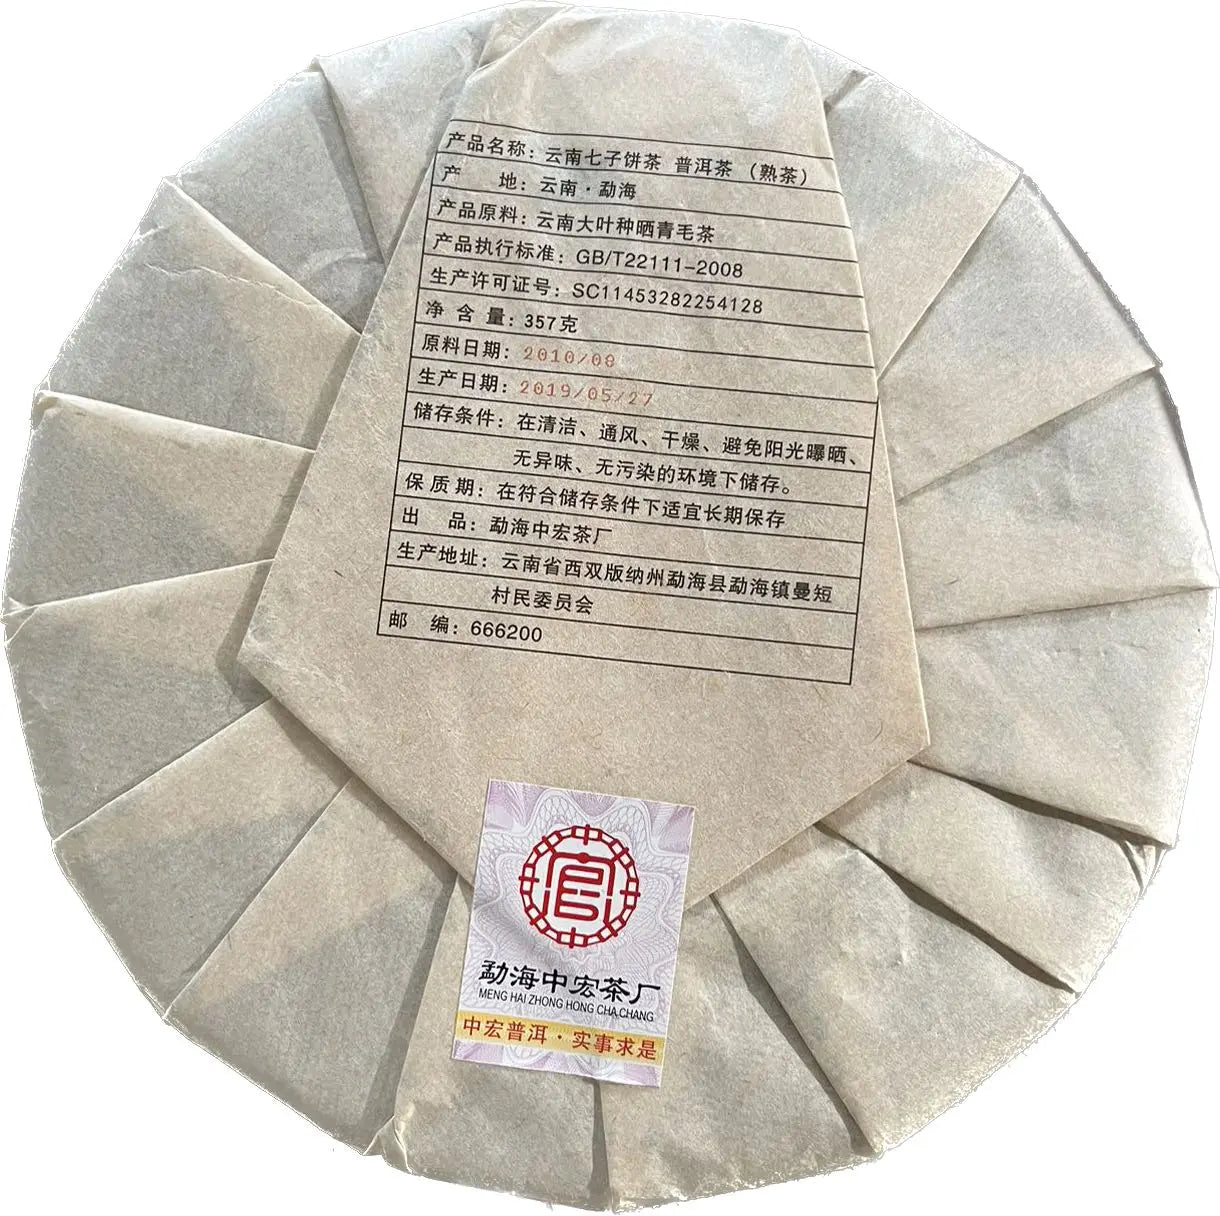 产品名称：云南七子饼茶 普洱茶（熟茶）
产 地：云南·勐海
产品原料：云南大叶种晒青毛茶
产品执行标准：GB/T22111-2008
生产许可证号：SC11453282254128
净 含 量：357克
原料日期：2010/08
生产日期：2019/05/27
储存条件：在清洁、通风、干燥、避免阳光曝晒、
无异味、无污染的环境下储存。
保 质 期：在符合储存条件下适宜长期保存
出 品：勐海中宏茶厂
生产地址：云南省西双版纳州勐海县勐海镇曼短
村民委员会
邮 编：666200
勐海中宏茶厂
MENG HAI ZHONG HONG CHA CHANG
中宏普洱·实事求是